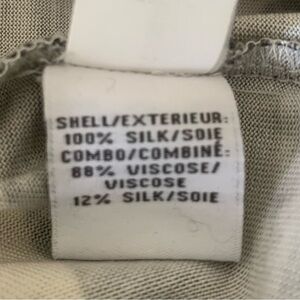 SHELL/EXTERIEUR:
100% SILK/SOIE
COMBO/COMBINÉ:
88% VISCOSE/
VISCOSE
12% SILK/SOIE